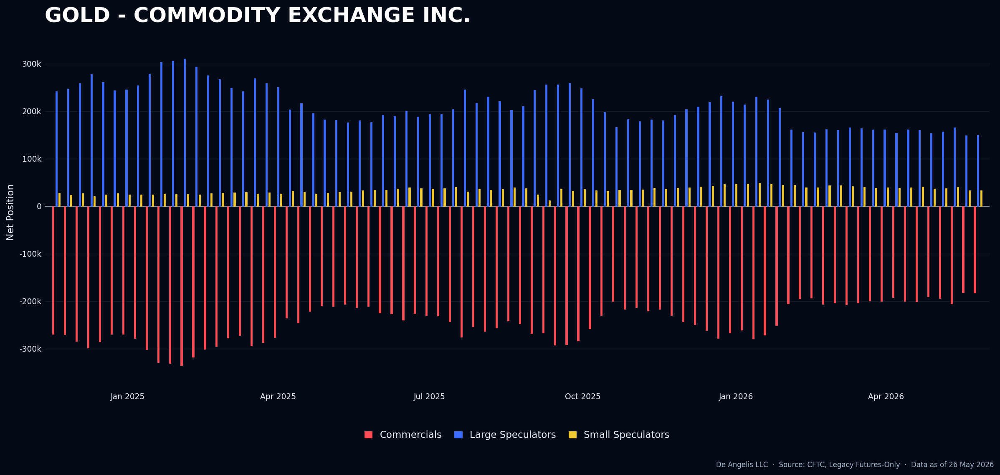 GOLD - COMMODITY EXCHANGE INC.
300k
200k
100k
0
-100k
-200k
-300k
Net Position
Jan 2025 Apr 2025 Jul 2025 Oct 2025 Jan 2026 Apr 2026
Commercials Large Speculators Small Speculators
De Angelis LLC · Source: CFTC, Legacy Futures-Only · Data as of 26 May 2026